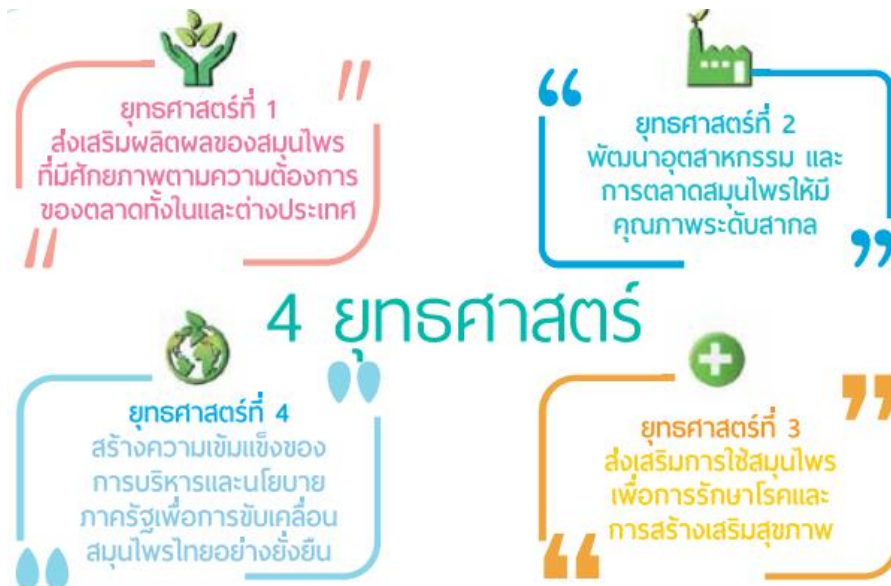 ยุทธศาสตร์ที่ 1
ส่งเสริมผลิตผลของสมุนไพร
ที่มีศักยภาพตามความต้องการ
ของตลาดทั้งในและต่างประเทศ
ยุทธศาสตร์ที่ 2
พัฒนาอุตสาหกรรม และ
การตลาดสมุนไพรให้มี
คุณภาพระดับสากล
4 ยุทธศาสตร์
ยุทธศาสตร์ที่ 4
สร้างความเข้มแข็งของ
การบริหารและนโยบาย
ภาครัฐเพื่อการขับเคลื่อน
สมุนไพรไทยอย่างยั่งยืน
ยุทธศาสตร์ที่ 3
ส่งเสริมการใช้สมุนไพร
เพื่อการรักษาโรคและ
การสร้างเสริมสุขภาพ